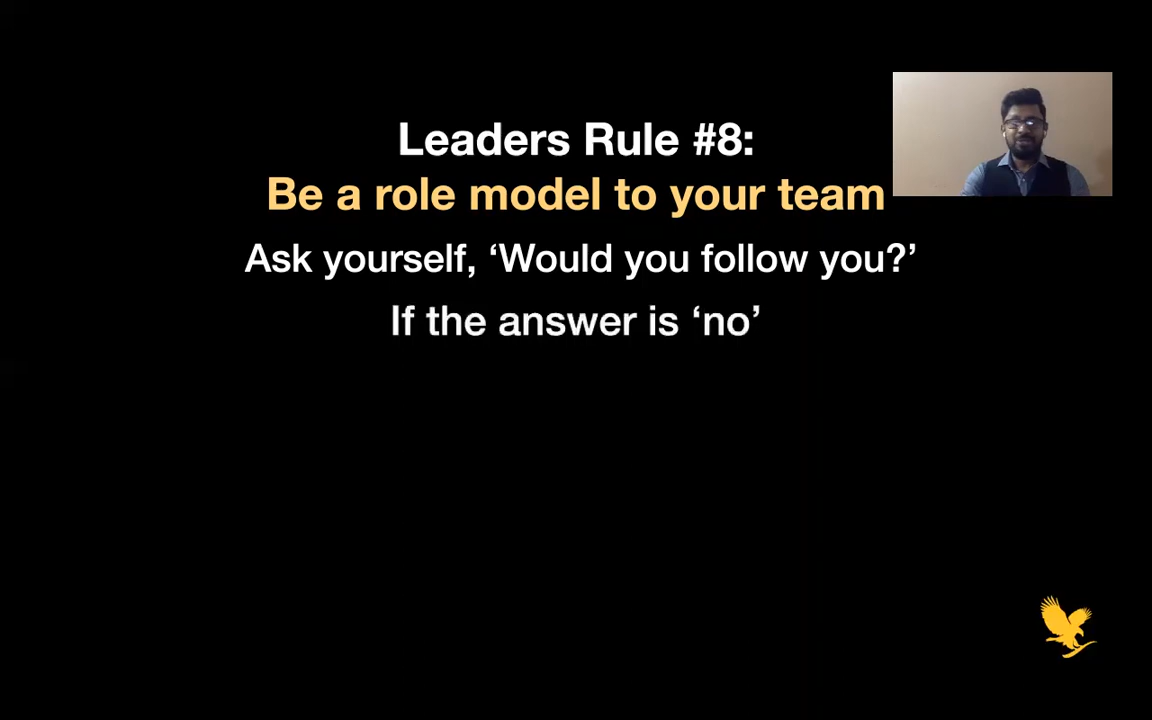 Leaders Rule #8:
Be a role model to your team
Ask yourself, ‘Would you follow you?’
If the answer is ‘no’